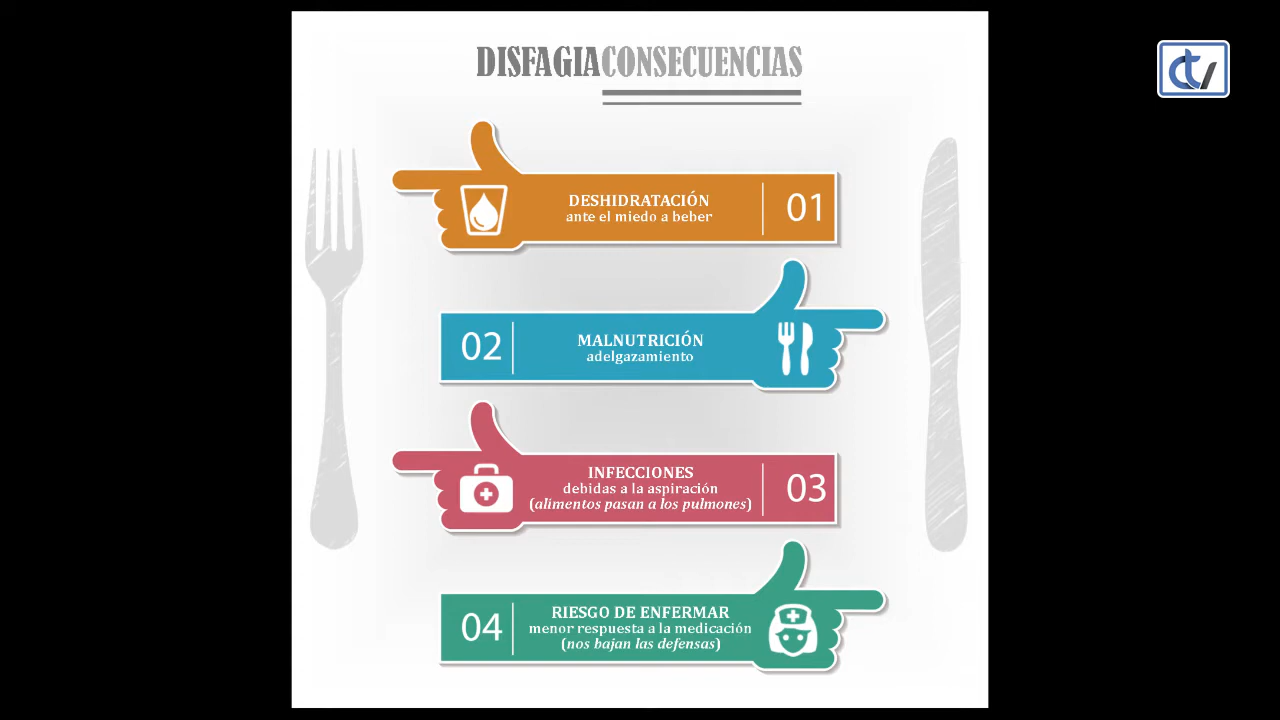 DISFAGIACONSECUENCIAS
DESHIDRATACIÓN
ante el miedo a beber
01
02
MALNUTRICIÓN
adelgazamiento
INFECCIONES
debidas a la aspiración
(alimentos pasan a los pulmones)
03
04
RIESGO DE ENFERMAR
menor respuesta a la medicación
(nos bajan las defensas)